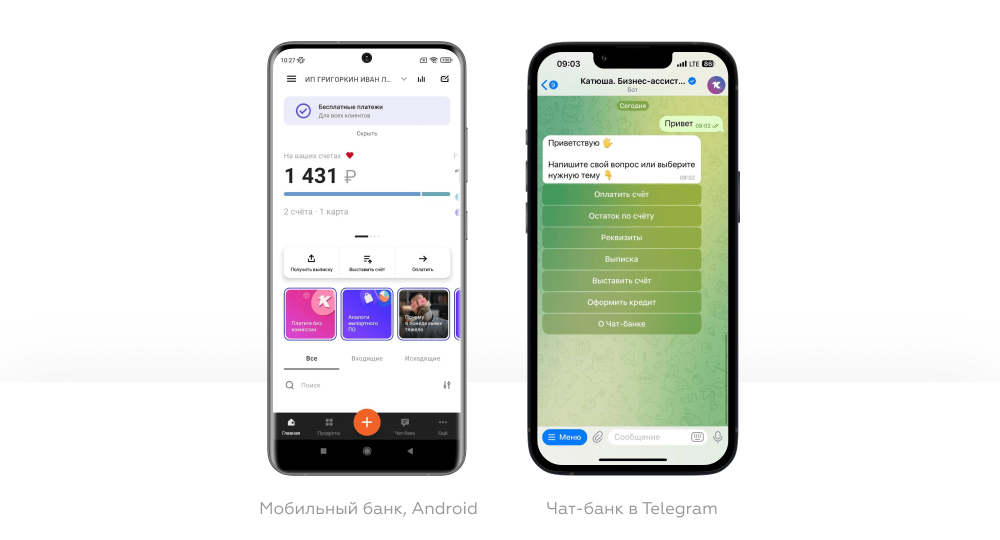 10:27
100
ИП ГРИГОРКИН ИВАН Л...
Бесплатные платежи
Для всех клиентов
Скрыть
На ваших счетах
1 431 ₽
2 счёта · 1 карта
Получить выписку
Выставить счёт
Оплатить
Платите без
комиссии
Аналоги
импортного
ПО
Почему
в понедельник
тяжело
Все
Входящие
Исходящие
Поиск
Главная
Продукты
Чат-банк
Ещё
Мобильный банк, Android
09:03
LTE 86
9
Катюша. Бизнес-ассист...
бот
Сегодня
Привет 09:02
Приветствую 🖐
Напишите свой вопрос или выберите
нужную тему 👇
09:02
Оплатить счёт
Остаток по счёту
Реквизиты
Выписка
Выставить счёт
Оформить кредит
О Чат-банке
Меню
Сообщение
Чат-банк в Telegram